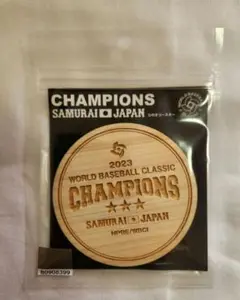 CHAMPIONS
SAMURAI JAPAN
2023
WORLD BASEBALL CLASSIC
CHAMPIONS
SAMURAI JAPAN